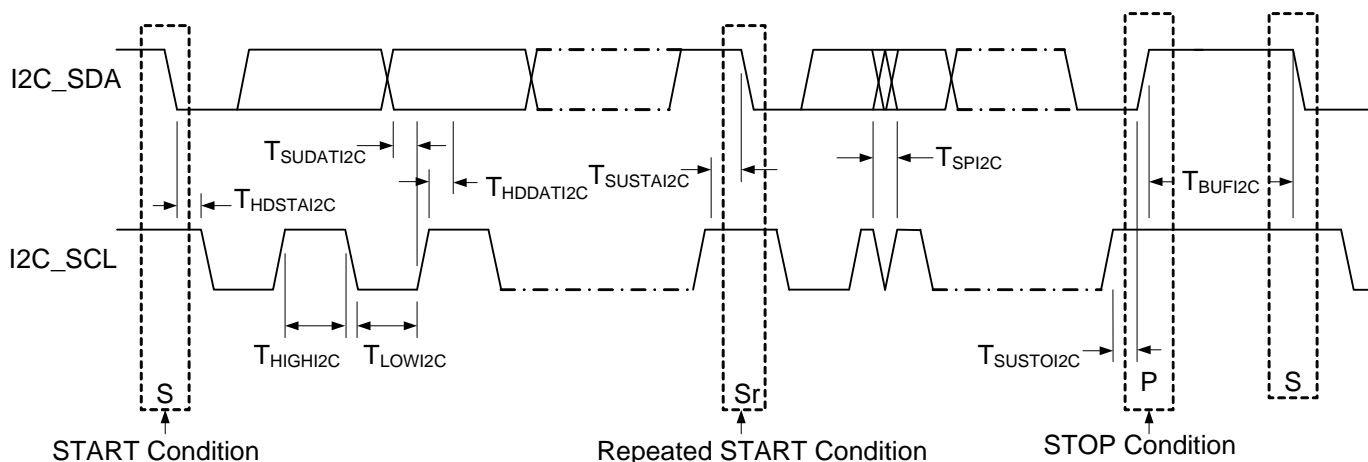 I2C_SDA
T_SUDATI2C
T_HDDATI2C
T_SUSTAI2C
T_SPI2C
T_BUFI2C
T_HDSTAI2C
I2C_SCL
T_HIGHI2C
T_LOWI2C
T_SUSTOI2C
S
Sr
P
S
START Condition
Repeated START Condition
STOP Condition